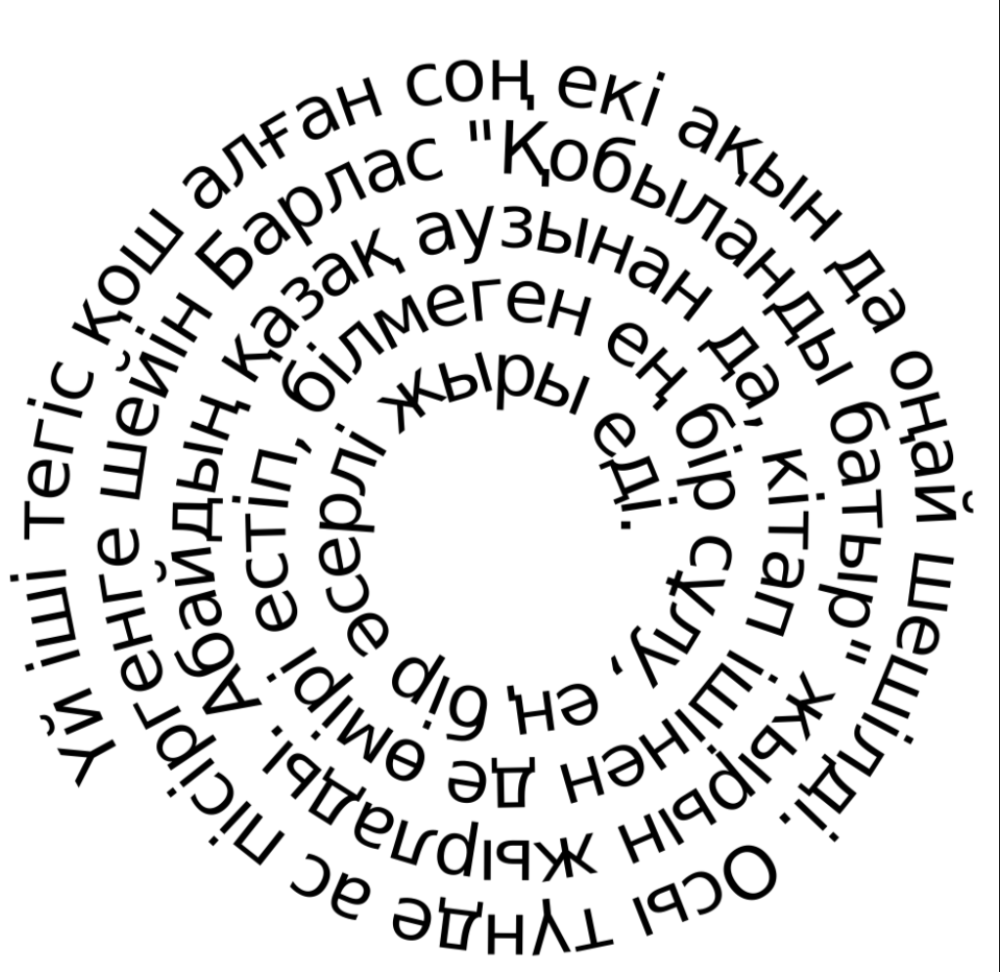 Үй іші тегіс қош алған соң екі ақын да оңай шешілді. Осы түнде ас пісіргенге шейін Барлас "Қобыланды батыр" жырын жырлады. Абайдың қазақ аузынан да, кітап ішінен де өмірі естіп, білмеген ең бір сұлу, ең бір әсерлі жыры еді.